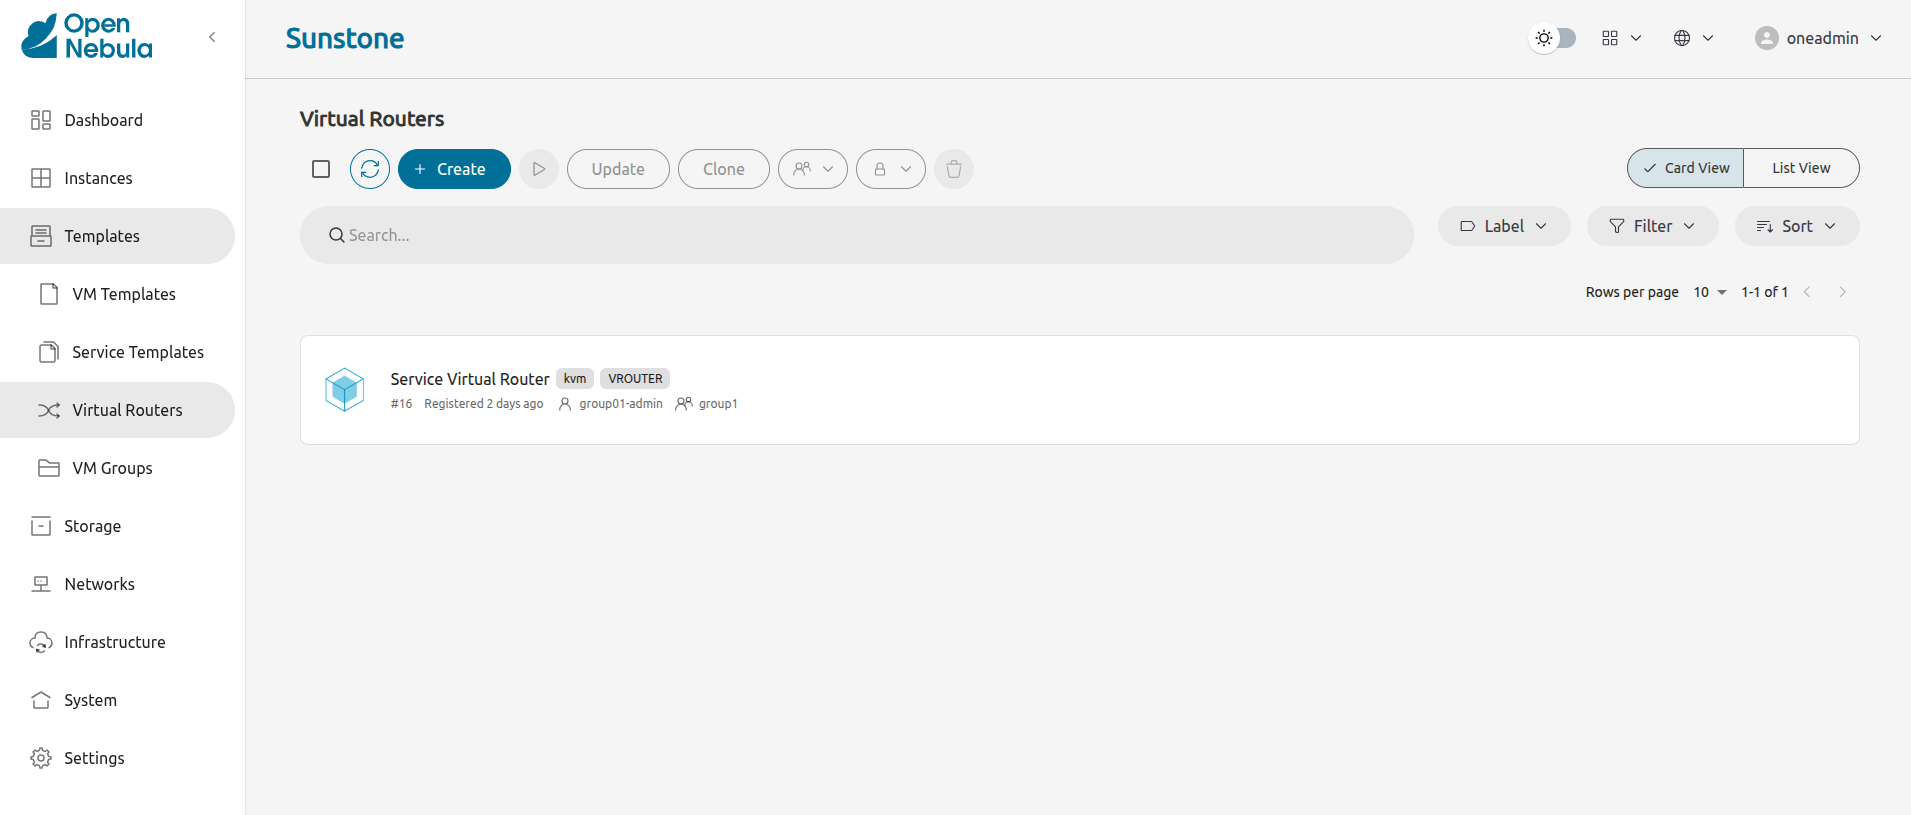 Open
Nebula
Sunstone
oneadmin
Dashboard
Instances
Templates
VM Templates
Service Templates
Virtual Routers
VM Groups
Storage
Networks
Infrastructure
System
Settings
Virtual Routers
Create
Update
Clone
Card View
List View
Search...
Label
Filter
Sort
Rows per page 10 1-1 of 1
Service Virtual Router kvm VROUTER
#16 Registered 2 days ago group01-admin group1